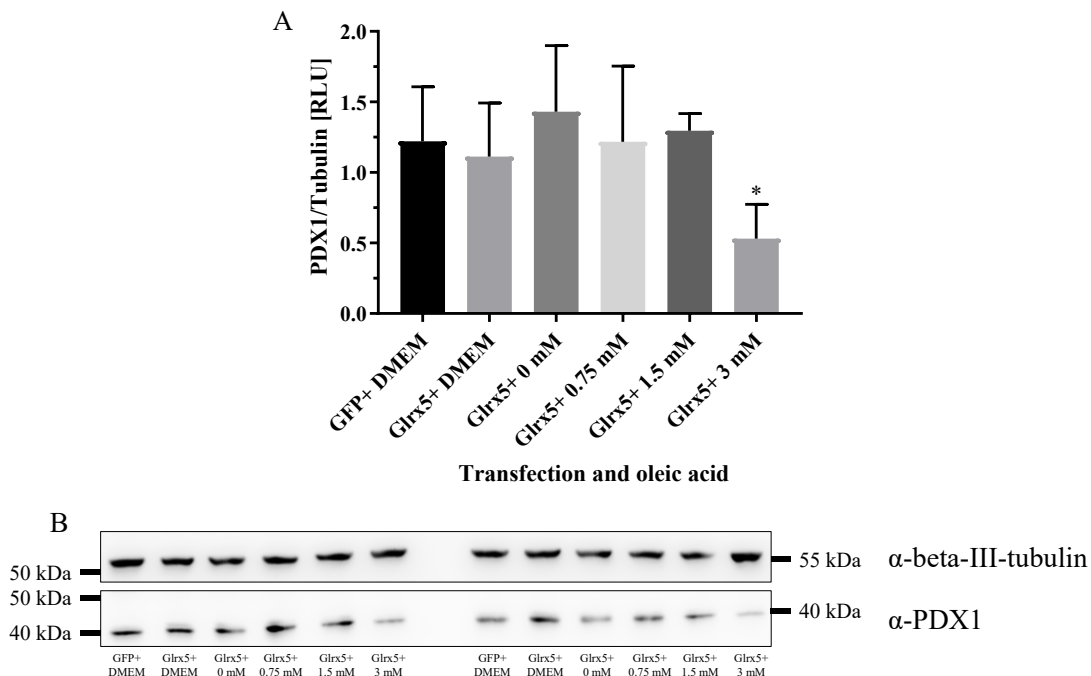 A
PDX1/Tubulin [RLU]
2.0
1.5
1.0
0.5
0.0
*
GFP+ DMEM
Glrx5+ DMEM
Glrx5+ 0 mM
Glrx5+ 0.75 mM
Glrx5+ 1.5 mM
Glrx5+ 3 mM
Transfection and oleic acid
B
50 kDa
55 kDa
α-beta-III-tubulin
50 kDa
40 kDa
40 kDa
α-PDX1
GFP+ Glrx5+ Glrx5+ Glrx5+ Glrx5+ Glrx5+ GFP+ Glrx5+ Glrx5+ Glrx5+ Glrx5+ Glrx5+
DMEM DMEM 0 mM 0.75 mM 1.5 mM 3 mM DMEM DMEM 0 mM 0.75 mM 1.5 mM 3 mM